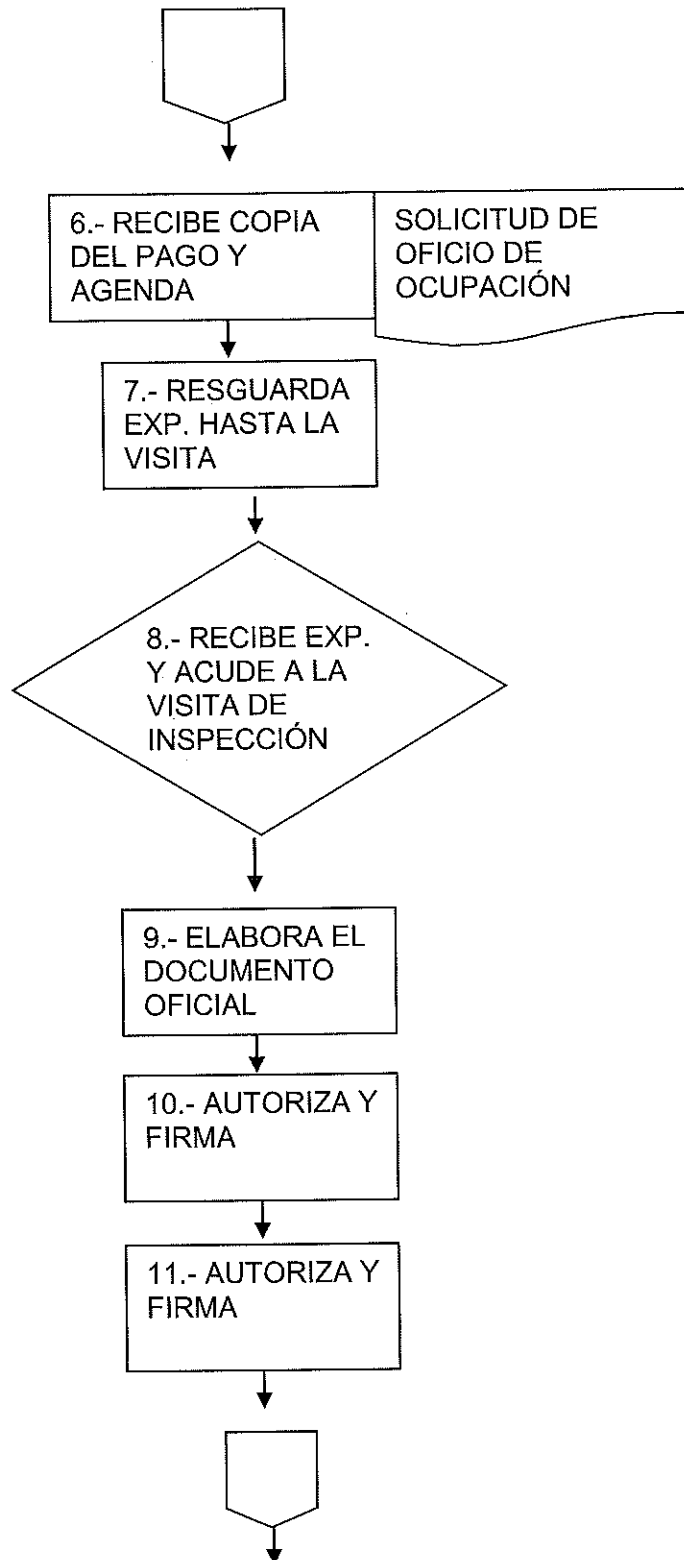 6.- RECIBE COPIA
DEL PAGO Y
AGENDA
SOLICITUD DE
OFICIO DE
OCUPACIÓN
7.- RESGUARDA
EXP. HASTA LA
VISITA
8.- RECIBE EXP.
Y ACUDE A LA
VISITA DE
INSPECCIÓN
9.- ELABORA EL
DOCUMENTO
OFICIAL
10.- AUTORIZA Y
FIRMA
11.- AUTORIZA Y
FIRMA